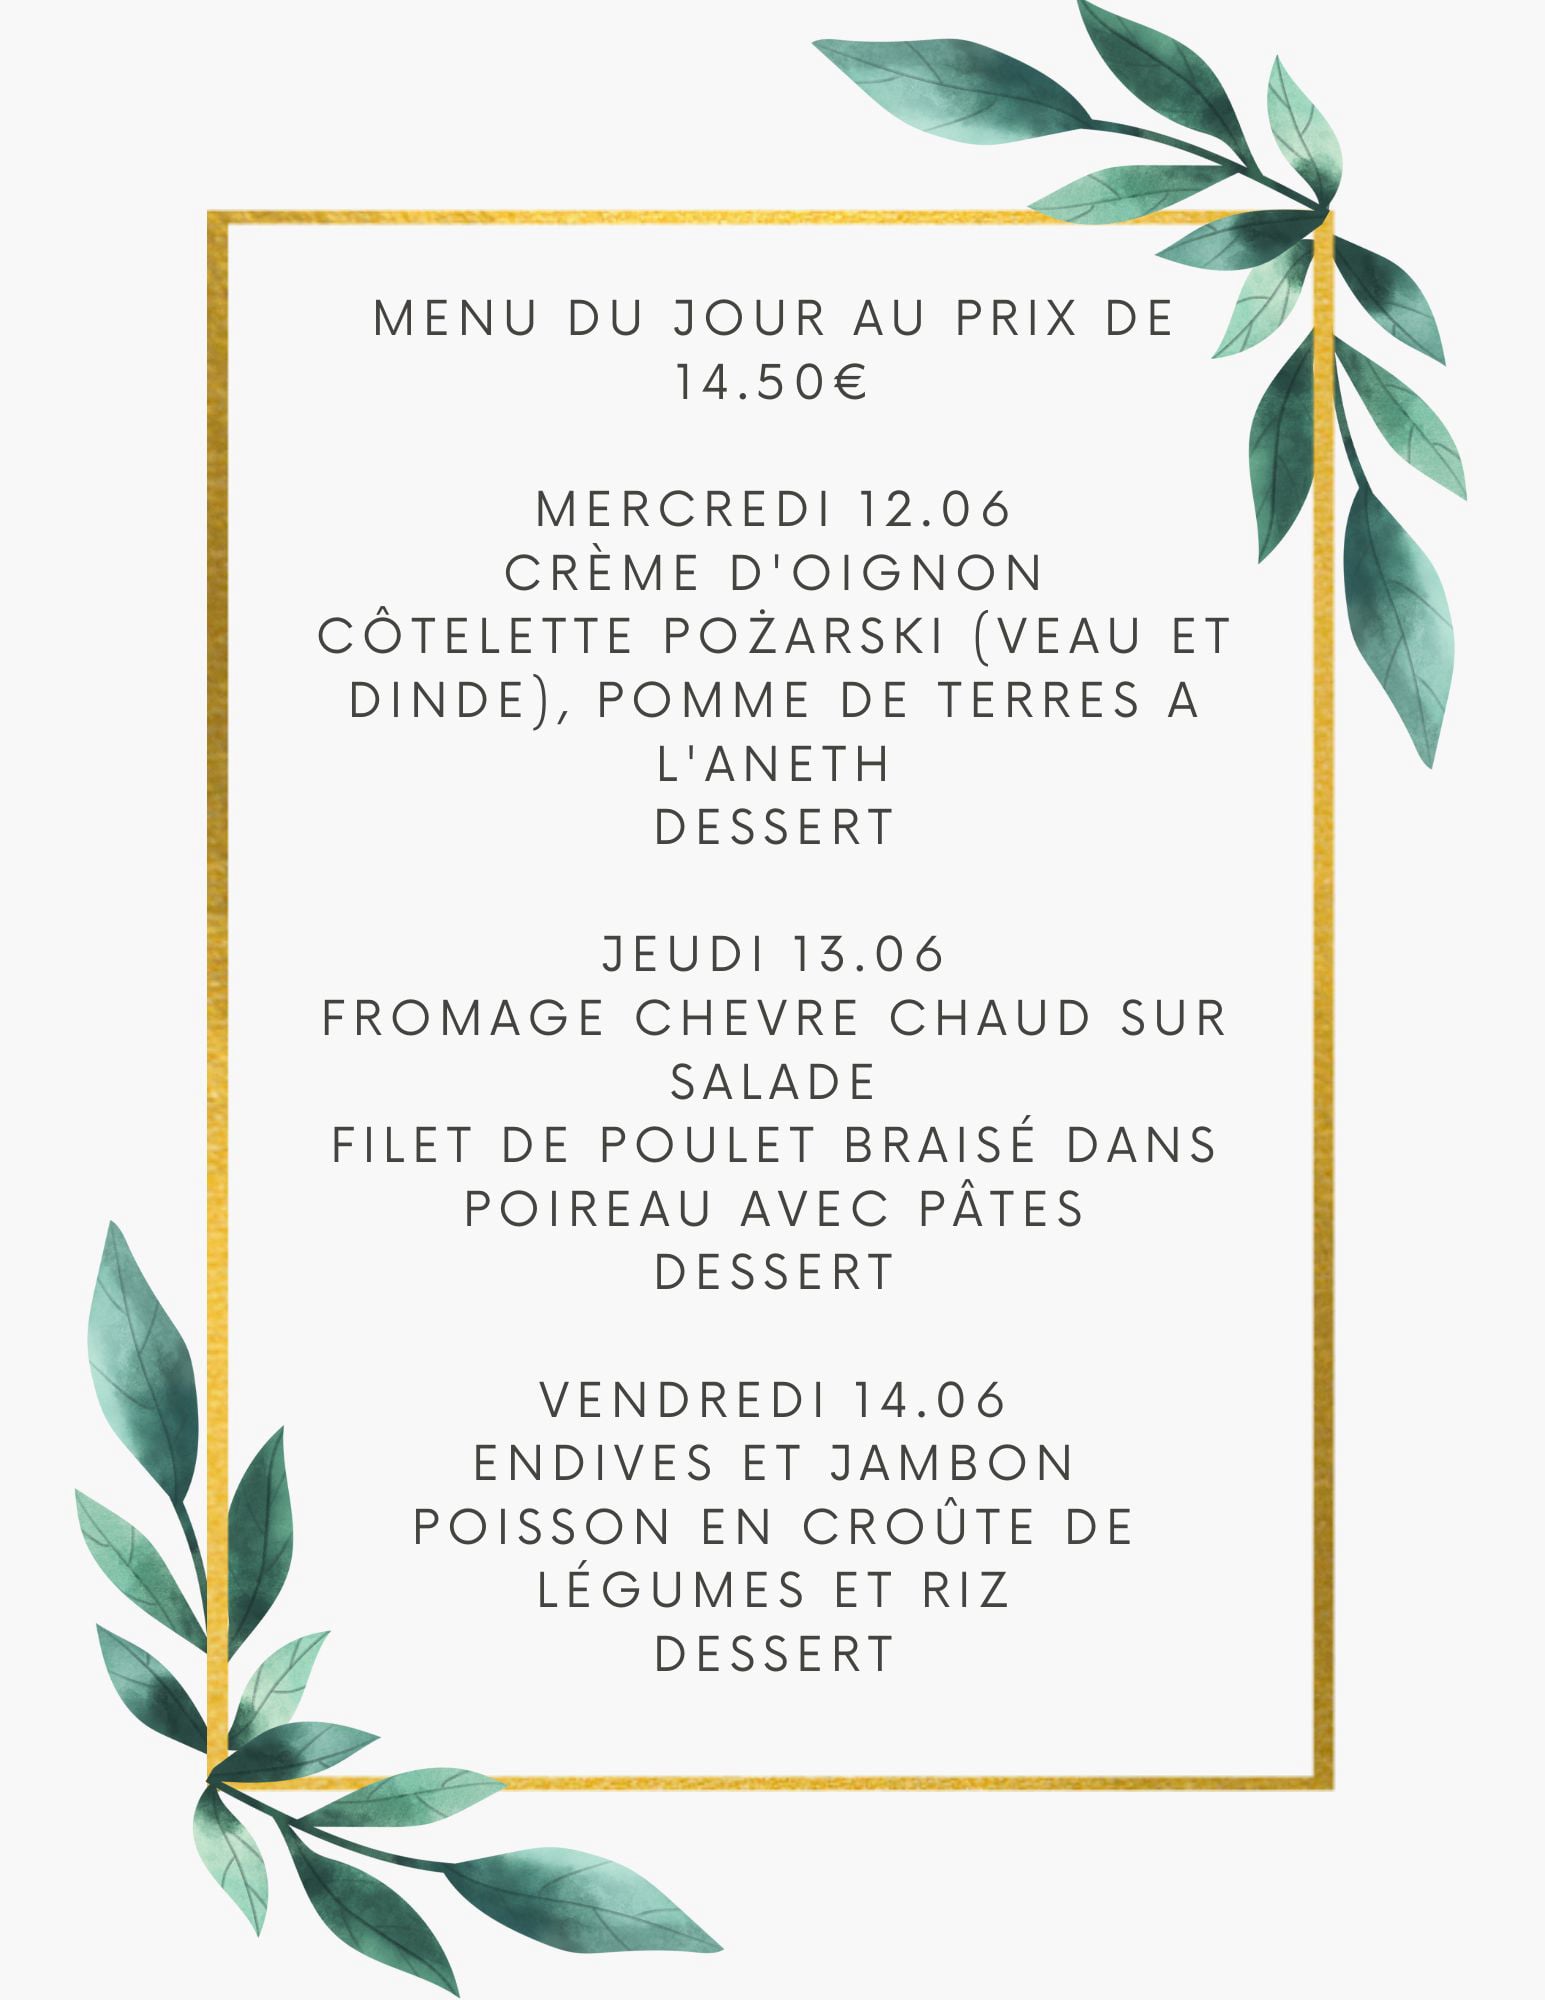 MENU DU JOUR AU PRIX DE
14.50€
MERCREDI 12.06
CRÈME D'OIGNON
CÔTELETTE POŻARSKI (VEAU ET
DINDE), POMME DE TERRES A
L'ANETH
DESSERT
JEUDI 13.06
FROMAGE CHEVRE CHAUD SUR
SALADE
FILET DE POULET BRAISÉ DANS
POIREAU AVEC PÂTES
DESSERT
VENDREDI 14.06
ENDIVES ET JAMBON
POISSON EN CROÛTE DE
LÉGUMES ET RIZ
DESSERT